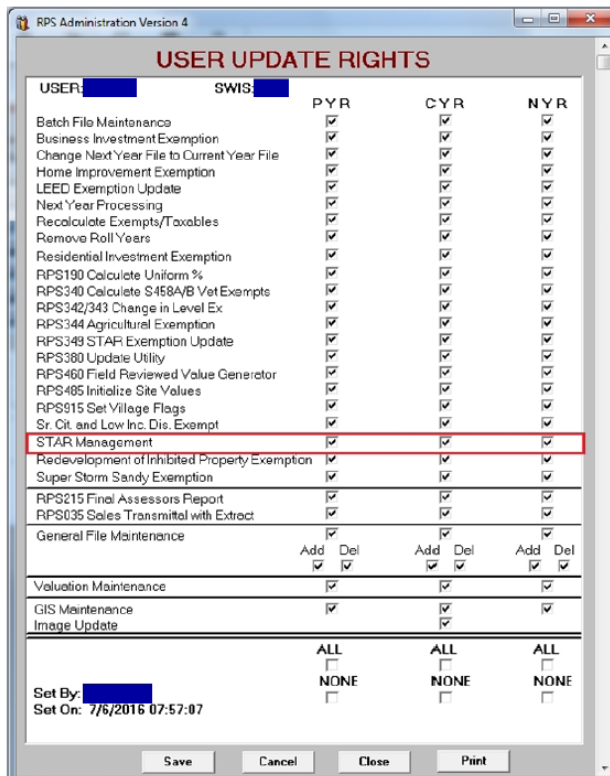 RPS Administration Version 4
USER UPDATE RIGHTS
USER: SWIS:
PYR CYR NYR
Batch File Maintenance
Business Investment Exemption
Change Next Year File to Current Year File
Home Improvement Exemption
LEED Exemption Update
Next Year Processing
Recalculate Exempts/Taxables
Remove Roll Years
Residential Investment Exemption
RPS190 Calculate Uniform %
RPS340 Calculate S458A/B Vet Exempts
RPS342/343 Change in Level Ex
RPS344 Agricultural Exemption
RPS349 STAR Exemption Update
RPS380 Update Utility
RPS460 Field Reviewed Value Generator
RPS485 Initialize Site Values
RPS915 Set Village Flags
Sr. Cit. and Low Inc. Dis. Exempt
STAR Management
Redevelopment of Inhibited Property Exemption
Super Storm Sandy Exemption
RPS215 Final Assessors Report
RPS035 Sales Transmittal with Extract
General File Maintenance
Add Del Add Del Add Del
Valuation Maintenance
GIS Maintenance
Image Update
ALL ALL ALL
NONE NONE NONE
Set By:
Set On: 7/6/2016 07:57:07
Save Cancel Close Print